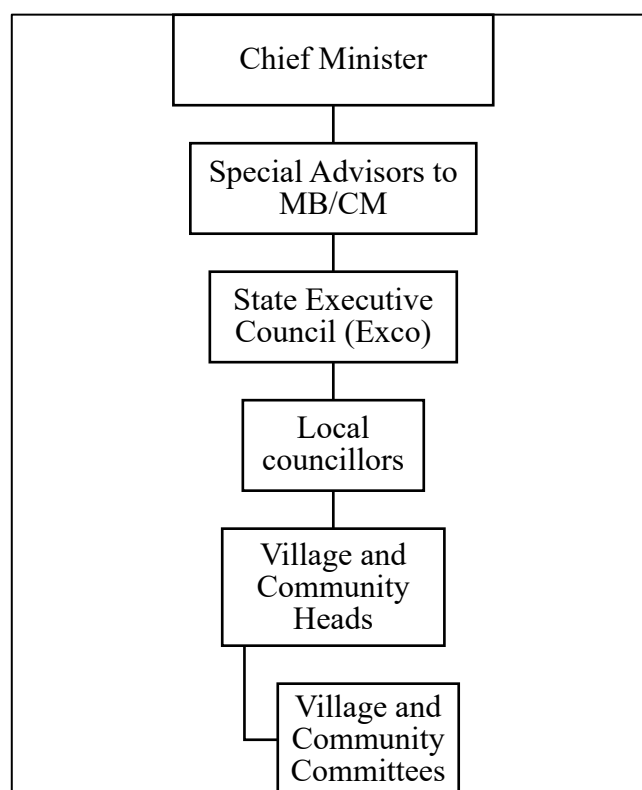 Chief Minister
Special Advisors to
MB/CM
State Executive
Council (Exco)
Local
councillors
Village and
Community
Heads
Village and
Community
Committees